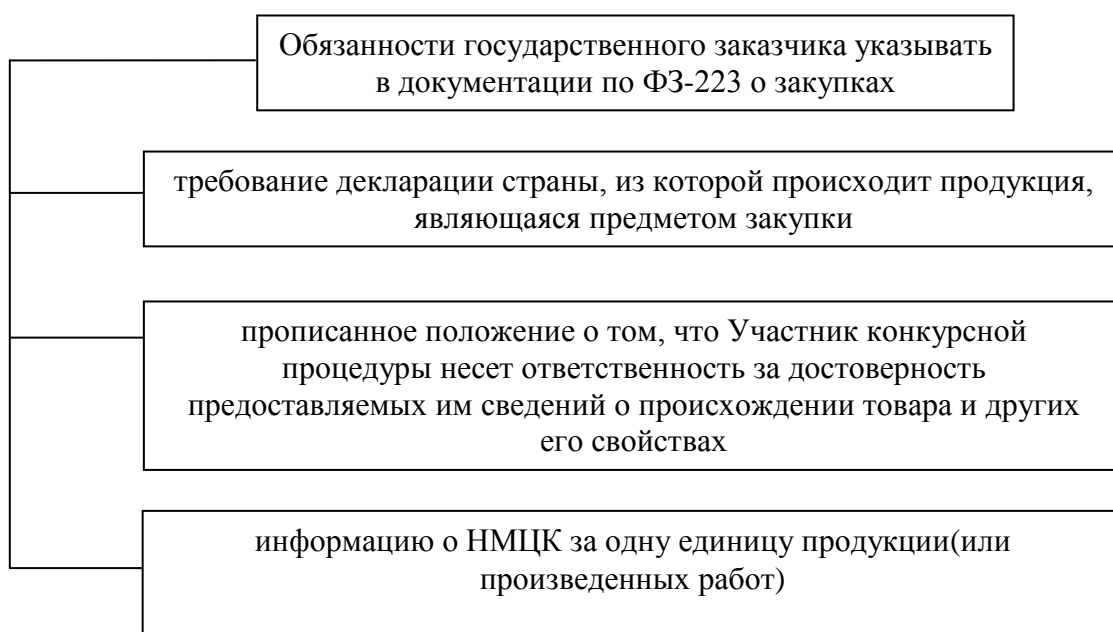 Обязанности государственного заказчика указывать
в документации по ФЗ-223 о закупках
требование декларации страны, из которой происходит продукция,
являющаяся предметом закупки
прописанное положение о том, что Участник конкурсной
процедуры несет ответственность за достоверность
предоставляемых им сведений о происхождении товара и других
его свойствах
информацию о НМЦК за одну единицу продукции(или
произведенных работ)